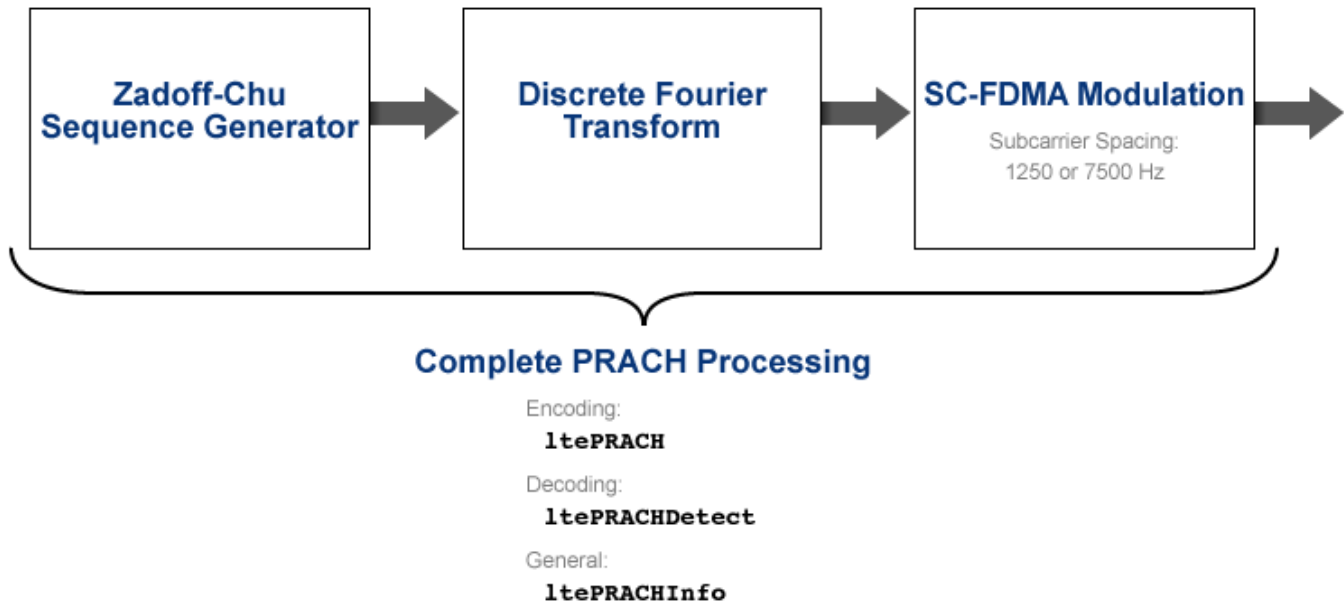 Zadoff-Chu
Sequence Generator
Discrete Fourier
Transform
SC-FDMA Modulation
Subcarrier Spacing:
1250 or 7500 Hz
Complete PRACH Processing
Encoding:
ltePRACH
Decoding:
ltePRACHDetect
General:
ltePRACHInfo